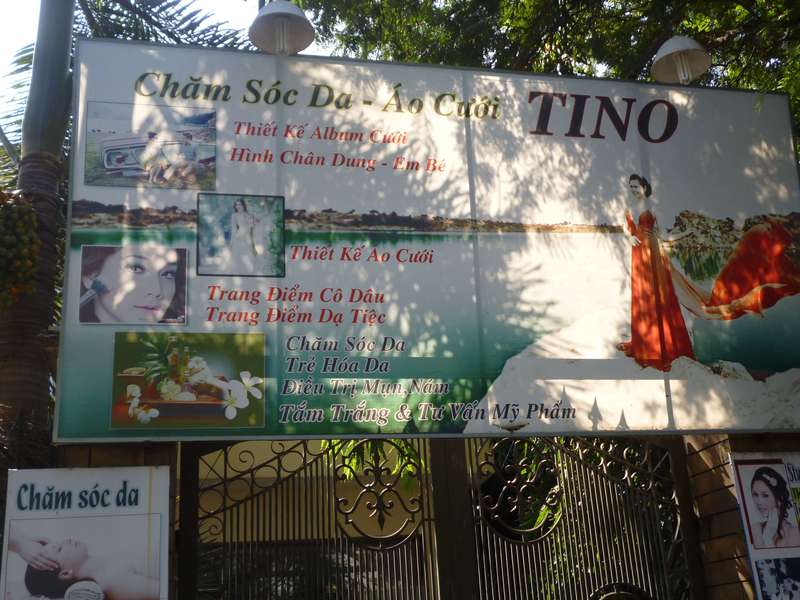 Chăm Sóc Da - Áo Cưới TINO
Thiết Kế Album Cưới
Hình Chân Dung - Em Bé
Thiết Kế Áo Cưới
Trang Điểm Cô Dâu
Trang Điểm Dạ Tiệc
Chăm Sóc Da
Trẻ Hóa Da
Điều Trị Mụn, Nám
Tắm Trắng & Tư Vấn Mỹ Phẩm
Chăm sóc da